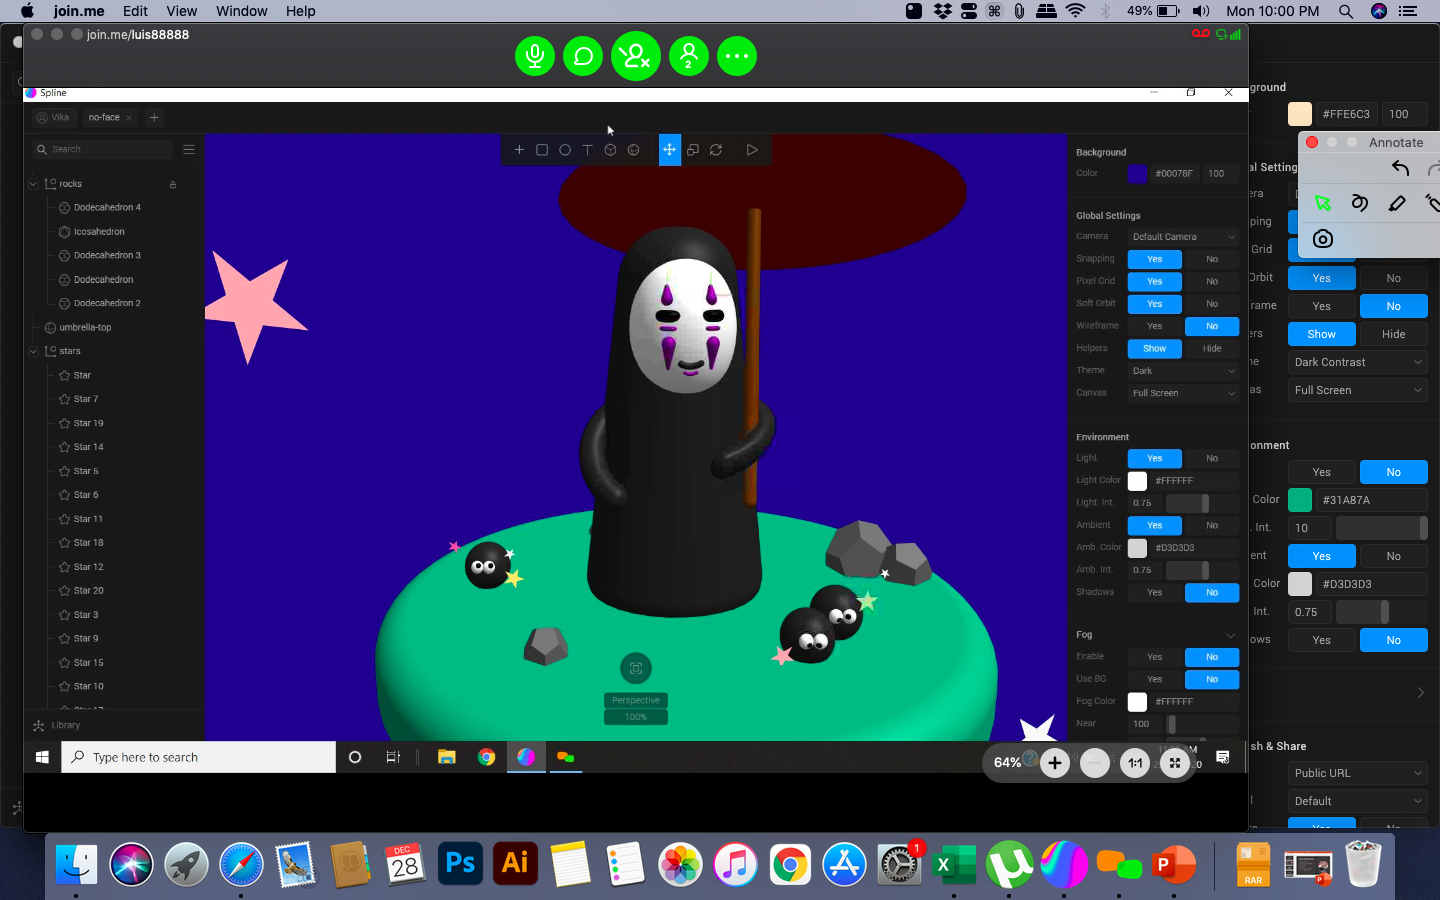 join.me Edit View Window Help 49% Mon 10:00 PM
join.me/luis88888
2
Spline
Vika no-face
Search
rocks
Dodecahedron 4
Icosahedron
Dodecahedron 3
Dodecahedron
Dodecahedron 2
umbrella-top
stars
Star
Star 7
Star 19
Star 14
Star 5
Star 6
Star 11
Star 18
Star 12
Star 20
Star 3
Star 9
Star 15
Star 10
Library
Perspective
100%
Background
Color #00078F 100
Global Settings
Camera Default Camera
Snapping Yes No
Pixel Grid Yes No
Soft Orbit Yes No
Wireframe Yes No
Helpers Show Hide
Theme Dark
Canvas Full Screen
Environment
Light Yes No
Light Color #FFFFFF
Light. Int. 0.75
Ambient Yes No
Amb. Color #D3D3D3
Amb. Int. 0.75
Shadows Yes No
Fog
Enable Yes No
Use BG Yes No
Fog Color #FFFFFF
Near 100
ground
#FFE6C3 100
Annotate
al Setting
Grid
Orbit Yes No
rame Yes No
ers Show Hide
Dark Contrast
as Full Screen
onment
Yes No
Color #31A87A
Int. 10
ent Yes No
Color #D3D3D3
Int. 0.75
ows Yes No
sh & Share
Public URL
Default
Type here to search
64% 1:1
DEC
28
Ps
Ai
1
X
P
RAR
P